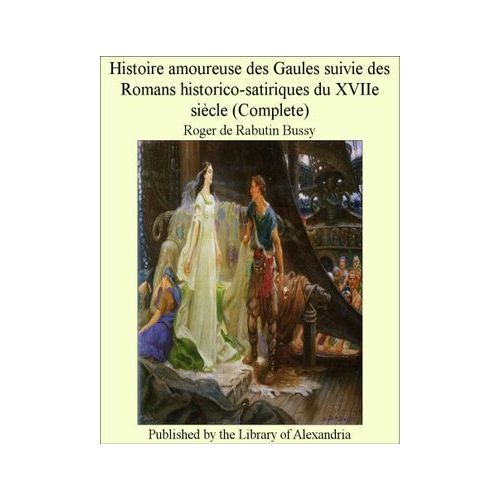 Histoire amoureuse des Gaules suivie des
Romans historico-satiriques du XVIIe
siècle (Complete)
Roger de Rabutin Bussy
Published by the Library of Alexandria